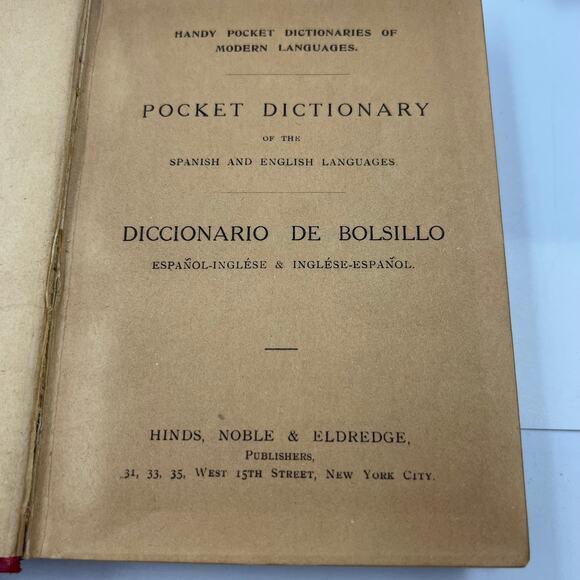 HANDY POCKET DICTIONARIES OF
MODERN LANGUAGES.
POCKET DICTIONARY
OF THE
SPANISH AND ENGLISH LANGUAGES
DICCIONARIO DE BOLSILLO
ESPAÑOL-INGLÉSE & INGLÉSE-ESPAÑOL.
HINDS, NOBLE & ELDREDGE,
PUBLISHERS,
31, 33, 35, WEST 15TH STREET, NEW YORK CITY.